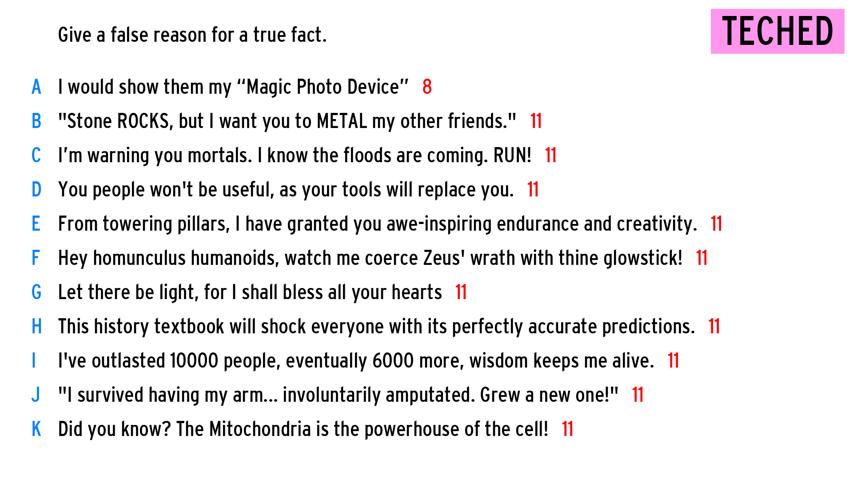 Give a false reason for a true fact.
TECHED
A I would show them my “Magic Photo Device” 8
B "Stone ROCKS, but I want you to METAL my other friends." 11
C I’m warning you mortals. I know the floods are coming. RUN! 11
D You people won't be useful, as your tools will replace you. 11
E From towering pillars, I have granted you awe-inspiring endurance and creativity. 11
F Hey homunculus humanoids, watch me coerce Zeus' wrath with thine glowstick! 11
G Let there be light, for I shall bless all your hearts 11
H This history textbook will shock everyone with its perfectly accurate predictions. 11
I I've outlasted 10000 people, eventually 6000 more, wisdom keeps me alive. 11
J "I survived having my arm... involuntarily amputated. Grew a new one!" 11
K Did you know? The Mitochondria is the powerhouse of the cell! 11